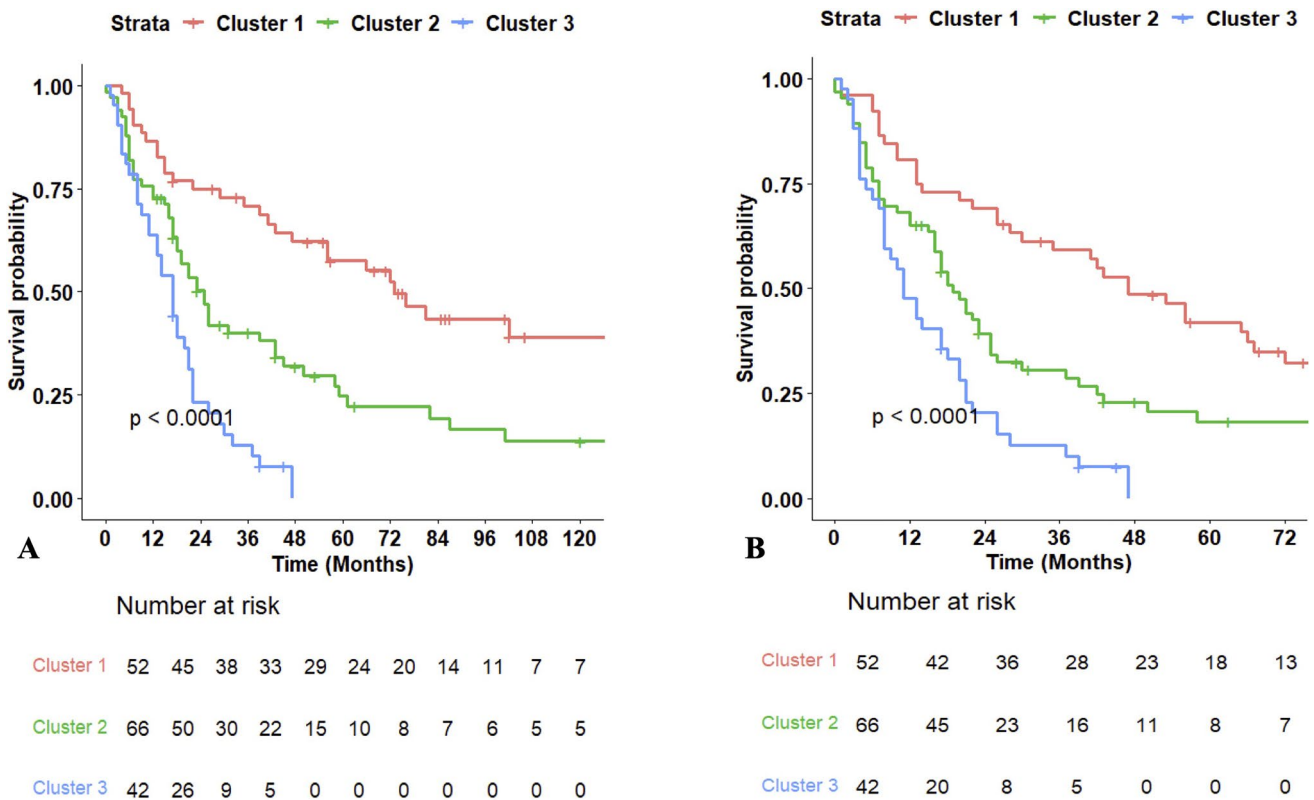 Strata Cluster 1 Cluster 2 Cluster 3
Survival probability
1.00
0.75
0.50
0.25
0.00
p < 0.0001
0 12 24 36 48 60 72 84 96 108 120
Time (Months)
A
Number at risk
Cluster 1 52 45 38 33 29 24 20 14 11 7 7
Cluster 2 66 50 30 22 15 10 8 7 6 5 5
Cluster 3 42 26 9 5 0 0 0 0 0 0 0
Strata Cluster 1 Cluster 2 Cluster 3
Survival probability
1.00
0.75
0.50
0.25
0.00
p < 0.0001
0 12 24 36 48 60 72
Time (Months)
B
Number at risk
Cluster 1 52 42 36 28 23 18 13
Cluster 2 66 45 23 16 11 8 7
Cluster 3 42 20 8 5 0 0 0